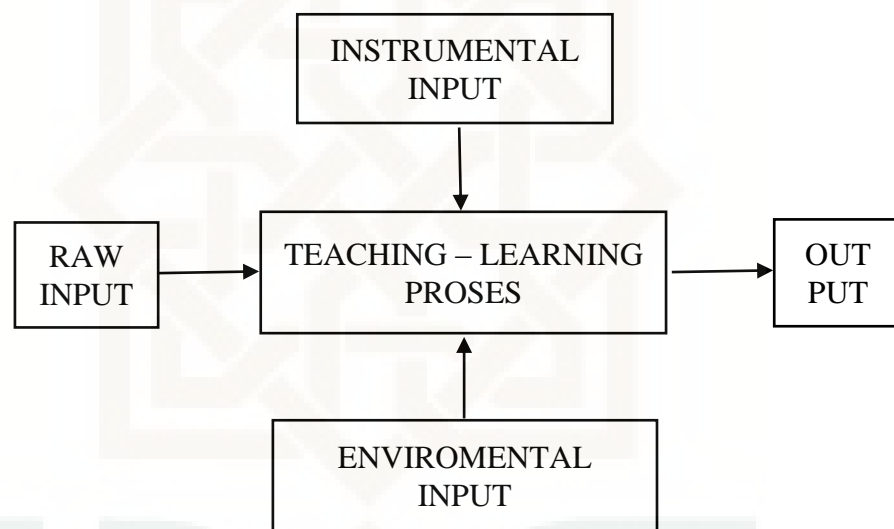 INSTRUMENTAL
INPUT
RAW
INPUT
TEACHING – LEARNING
PROSES
OUT
PUT
ENVIROMENTAL
INPUT